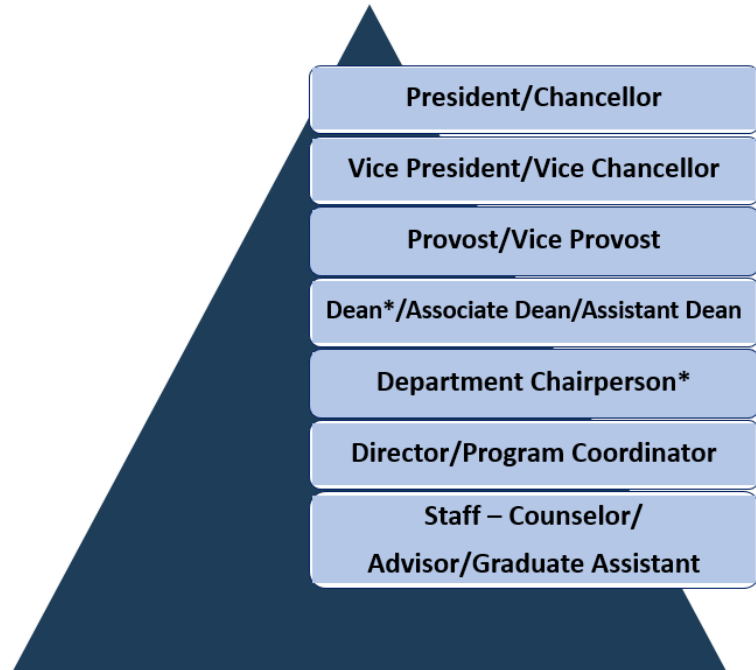 President/Chancellor
Vice President/Vice Chancellor
Provost/Vice Provost
Dean*/Associate Dean/Assistant Dean
Department Chairperson*
Director/Program Coordinator
Staff – Counselor/
Advisor/Graduate Assistant